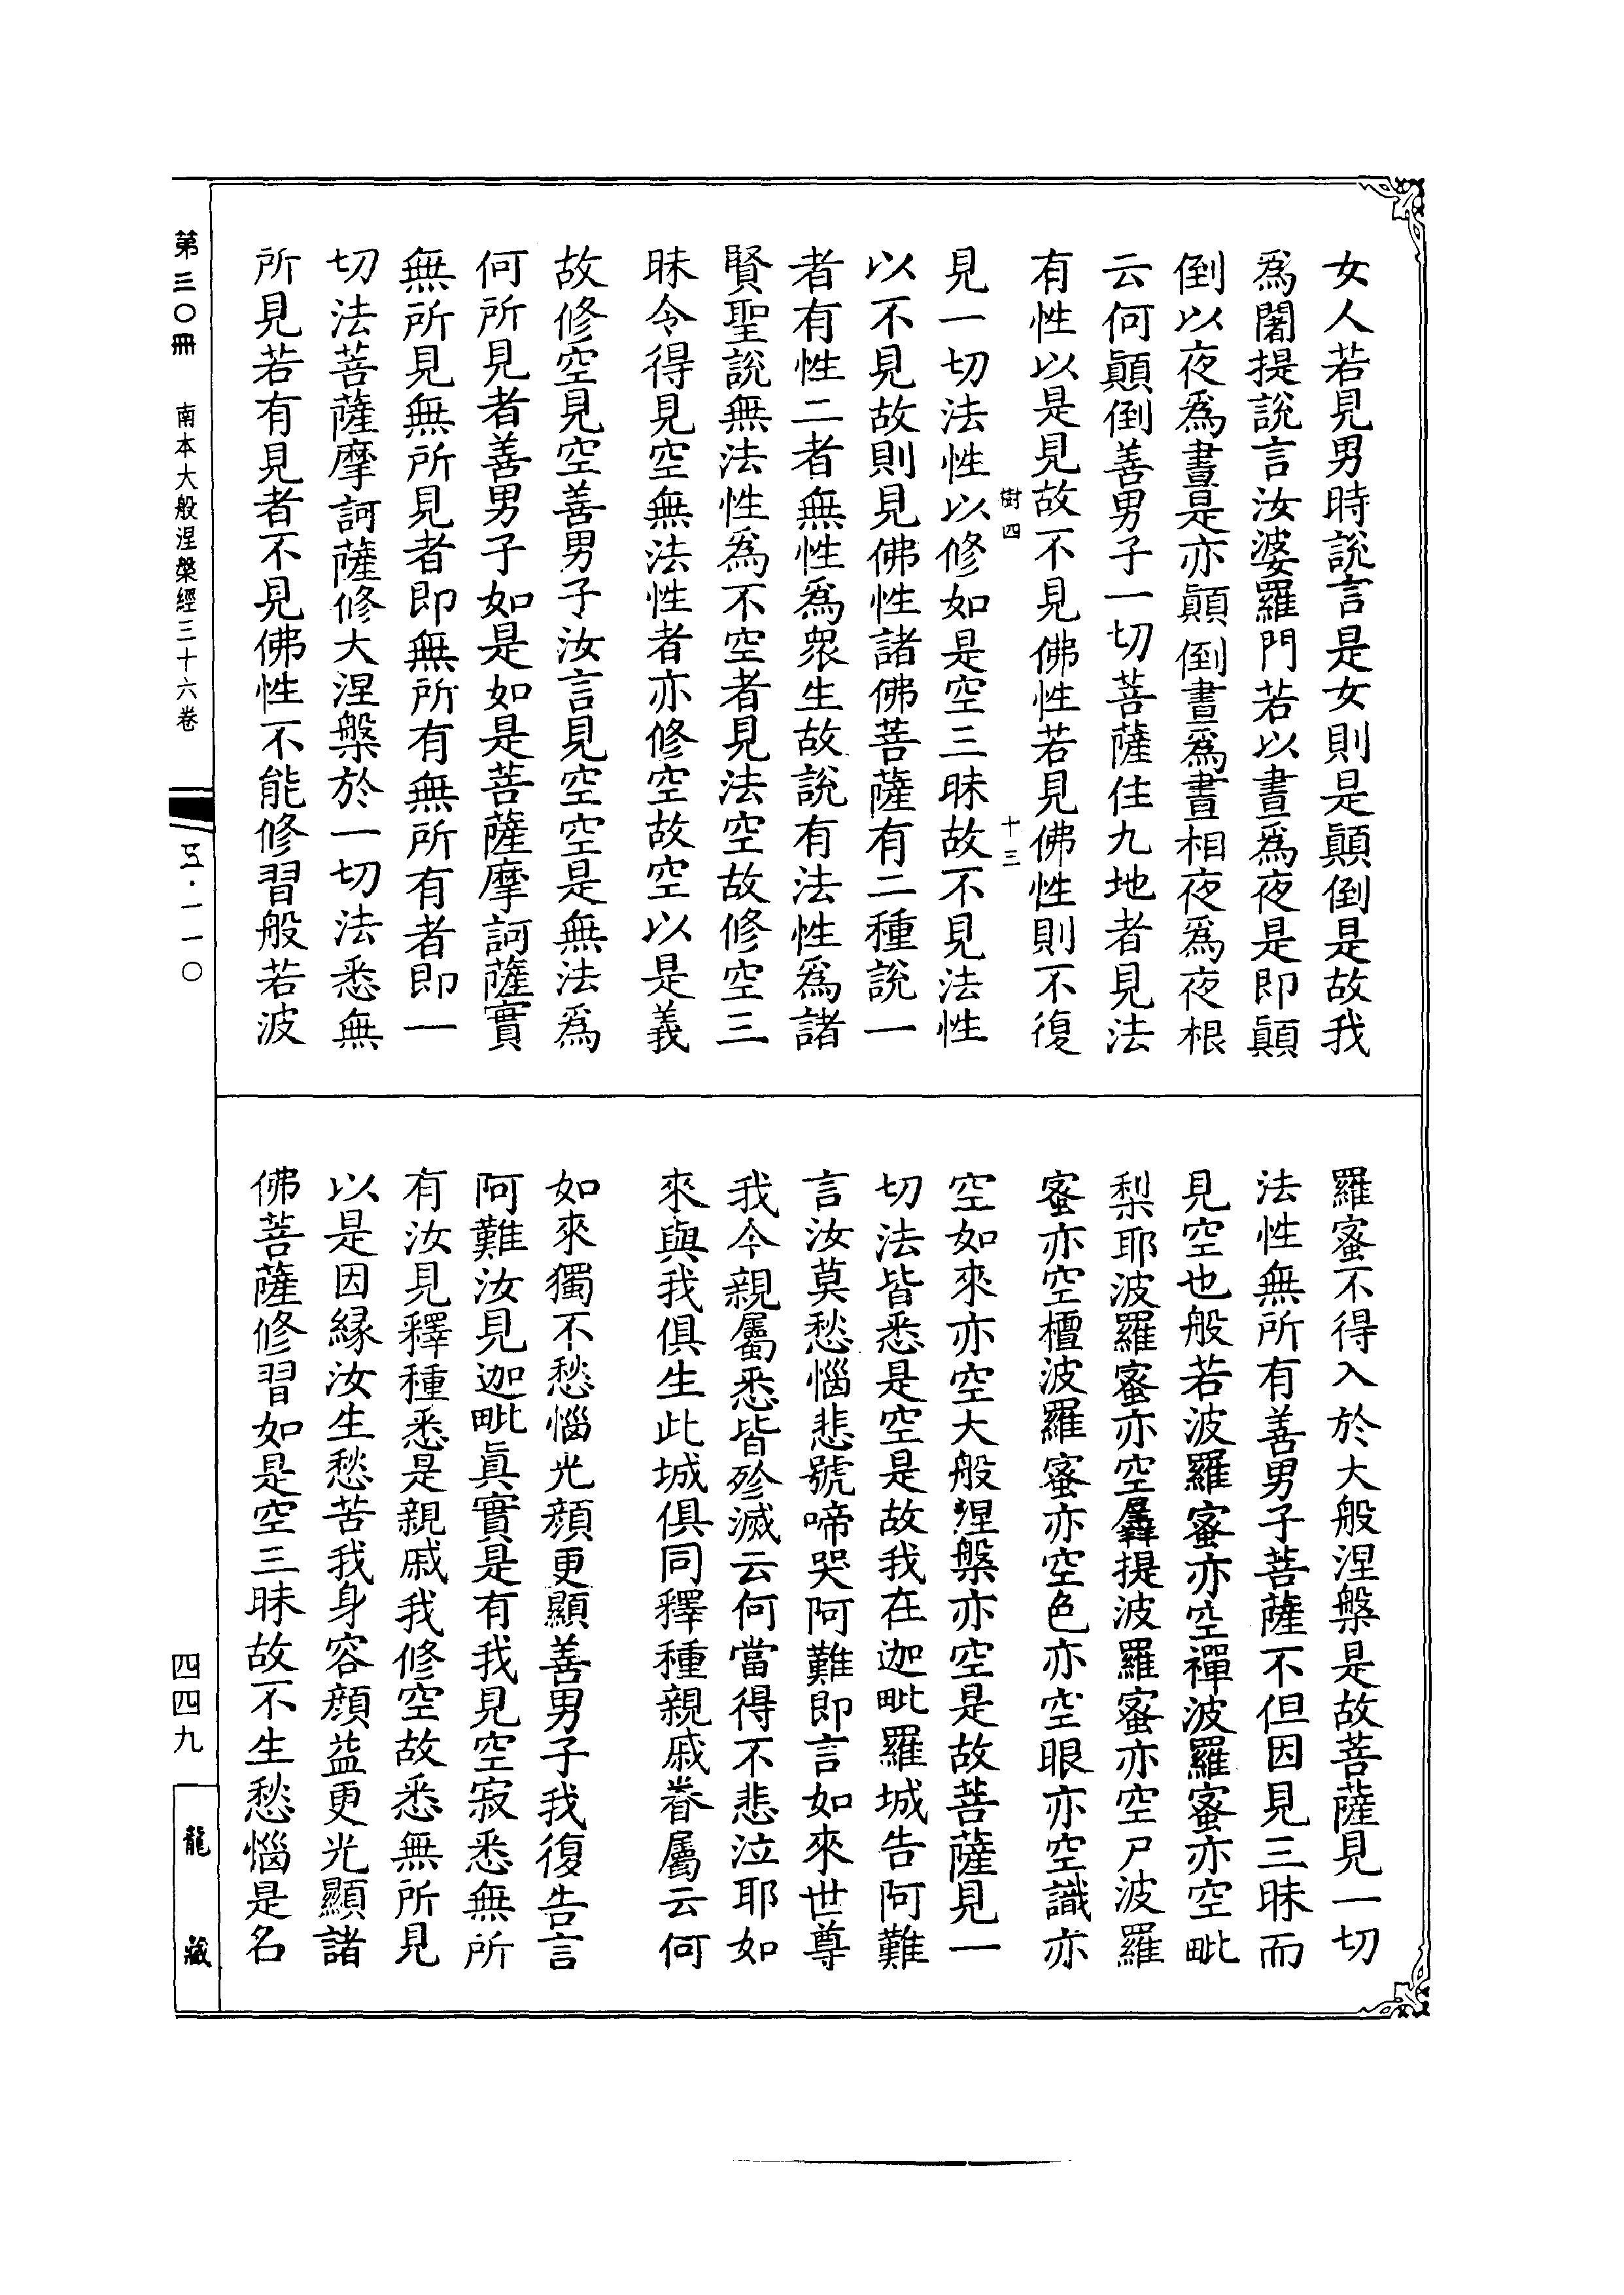 女人若見男時說言是女則是顛倒是故我
為闍提說言汝婆羅門若以晝為夜是即顛
倒以夜為晝是亦顛倒晝為晝相夜為夜根
云何顛倒善男子一切菩薩住九地者見法
有性以是見故不見佛性若見佛性則不復
樹四 十三
見一切法性以修如是空三昧故不見法性
以不見故則見佛性諸佛菩薩有二種說一
者有性二者無性為衆生故說有法性為諸
賢聖說無法性為不空者見法空故修空三
昧令得見空無法性者亦修空故空以是義
故修空見空善男子汝言見空空是無法為
何所見者善男子如是如是菩薩摩訶薩實
無所見無所見者即無所有無所有者即一
切法菩薩摩訶薩修大涅槃於一切法悉無
所見若有見者不見佛性不能修習般若波
羅蜜不得入於大般涅槃是故菩薩見一切
法性無所有善男子菩薩不但因見三昧而
見空也般若波羅蜜亦空禪波羅蜜亦空毗
梨耶波羅蜜亦空羼提波羅蜜亦空尸波羅
蜜亦空檀波羅蜜亦空色亦空眼亦空識亦
空如來亦空大般涅槃亦空是故菩薩見一
切法皆悉是空是故我在迦毗羅城告阿難
言汝莫愁惱悲號啼哭阿難即言如來世尊
我今親屬悉皆殄滅云何當得不悲泣耶如
來與我俱生此城俱同釋種親戚眷屬云何
如來獨不愁惱光顏更顯善男子我復告言
阿難汝見迦毗真實是有我見空寂悉無所
有汝見釋種悉是親戚我修空故悉無所見
以是因緣汝生愁苦我身容顏益更光顯諸
佛菩薩修習如是空三昧故不生愁惱是名
第三〇冊 南本大般涅槃經三十六卷 五·一一〇
四四九
龍藏